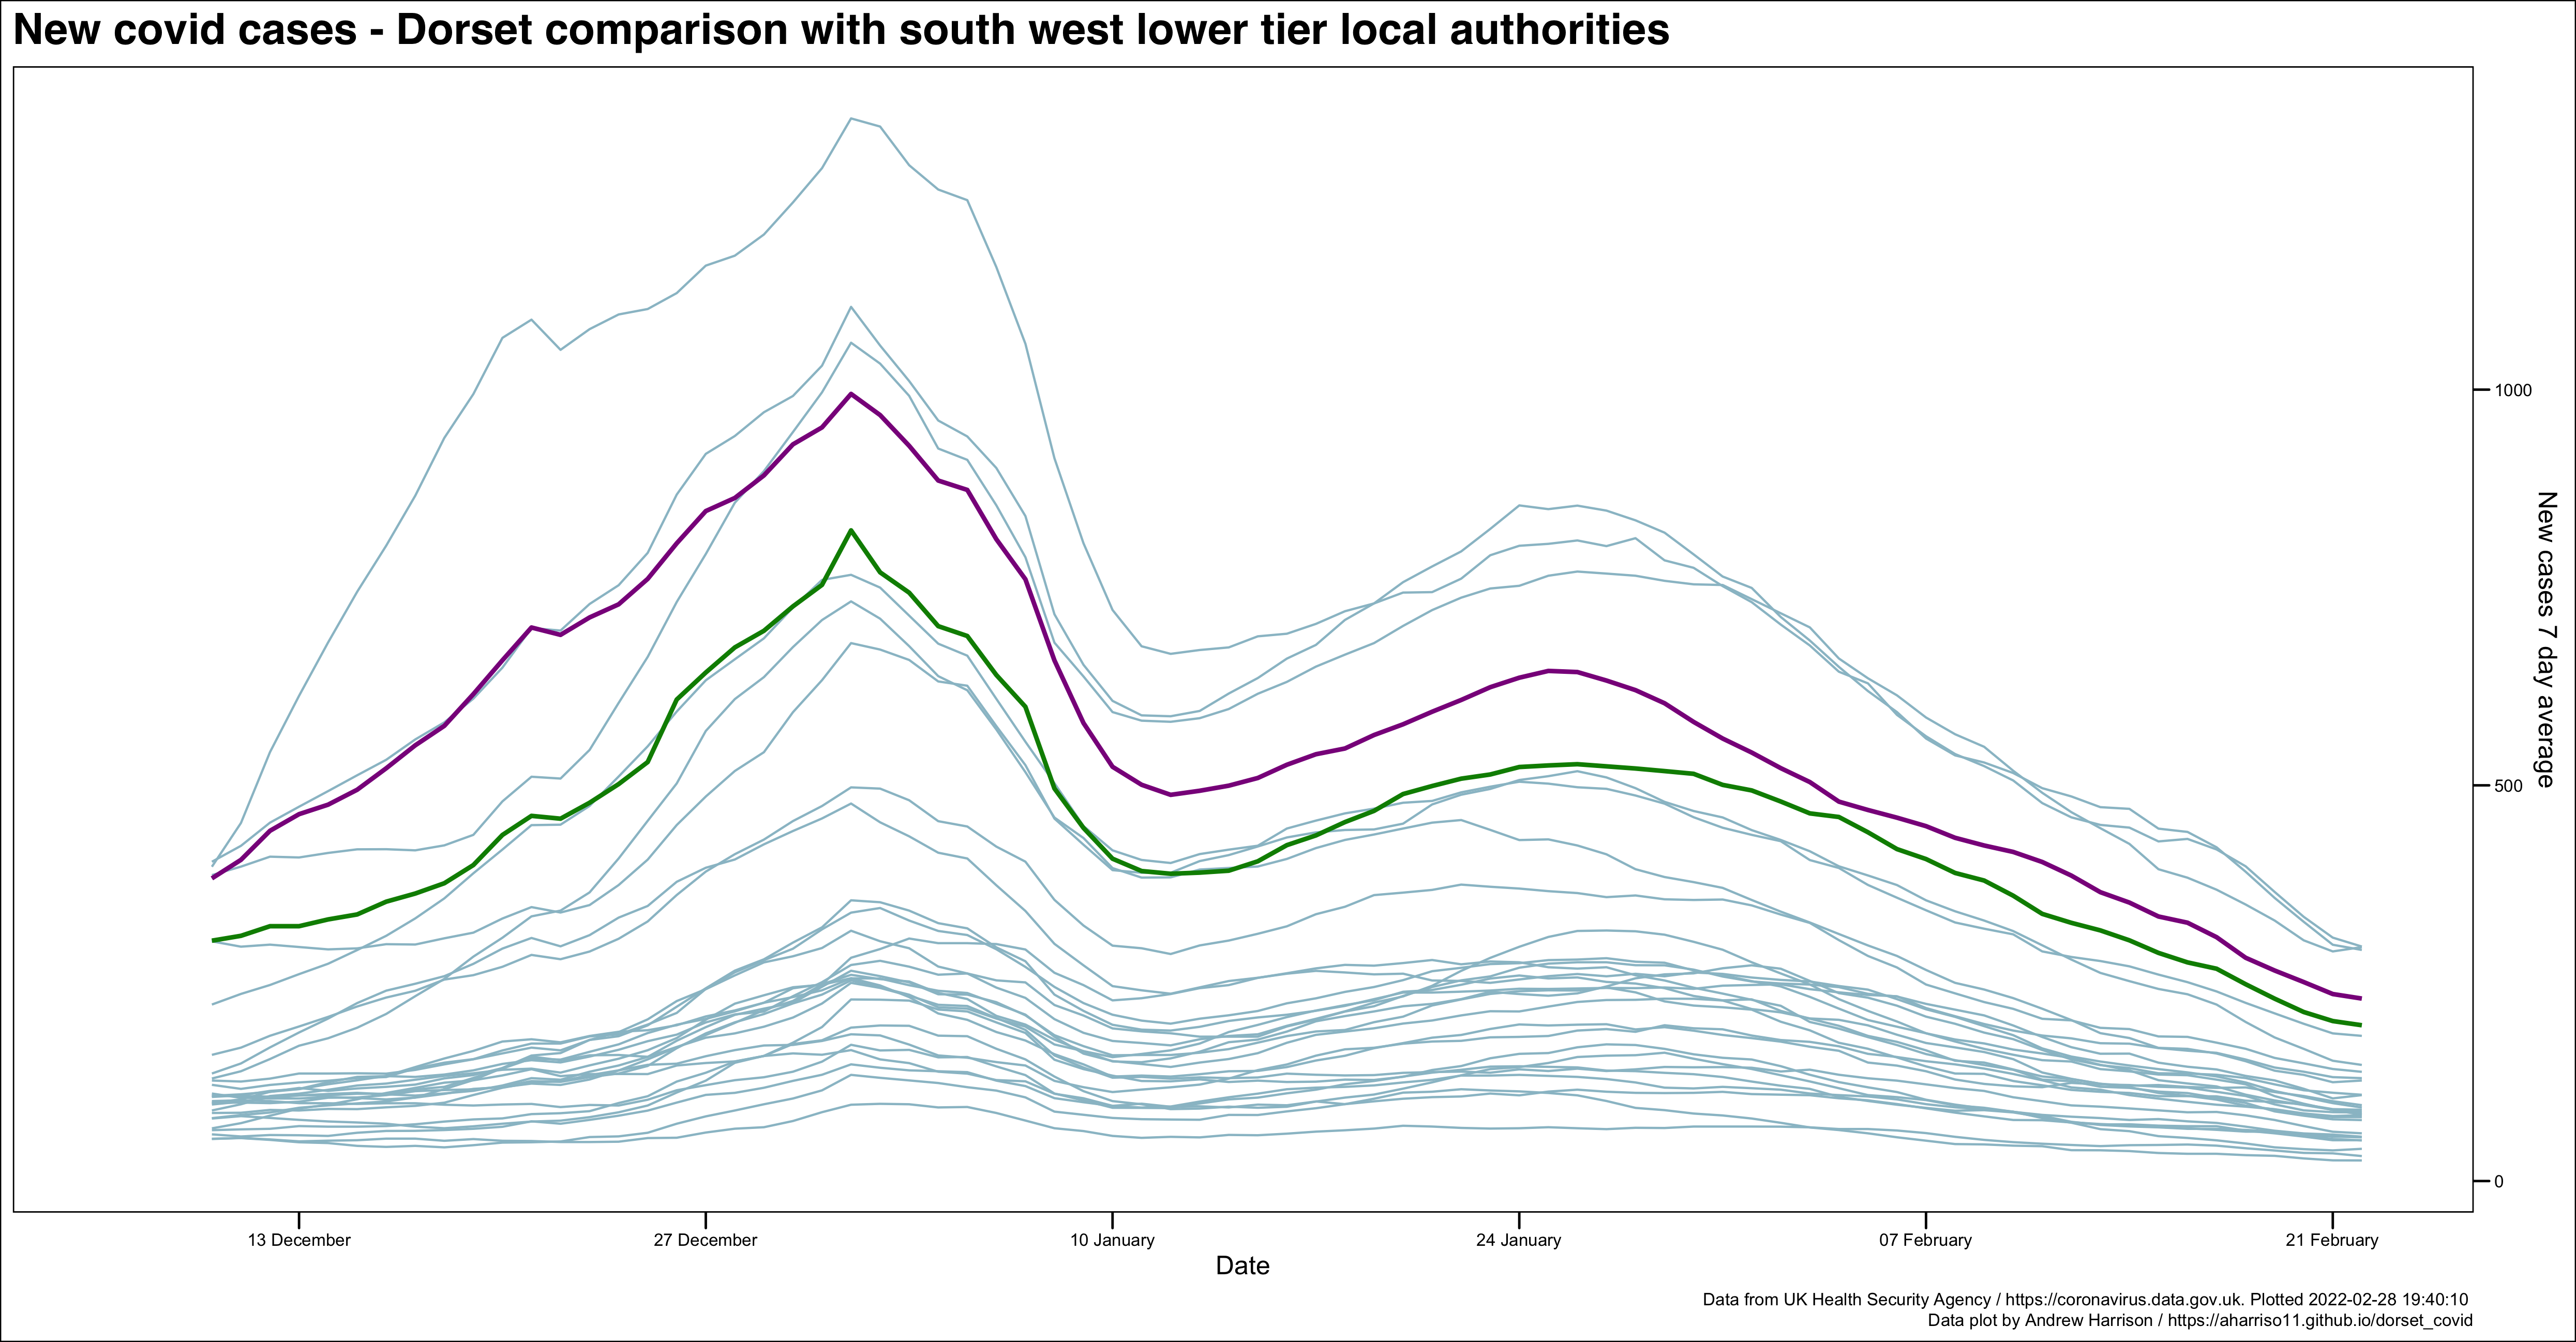 New covid cases - Dorset comparison with south west lower tier local authorities
1000
500
0
New cases 7 day average
13 December
27 December
10 January
24 January
07 February
21 February
Date
Data from UK Health Security Agency / https://coronavirus.data.gov.uk. Plotted 2022-02-28 19:40:10
Data plot by Andrew Harrison / https://aharriso11.github.io/dorset_covid